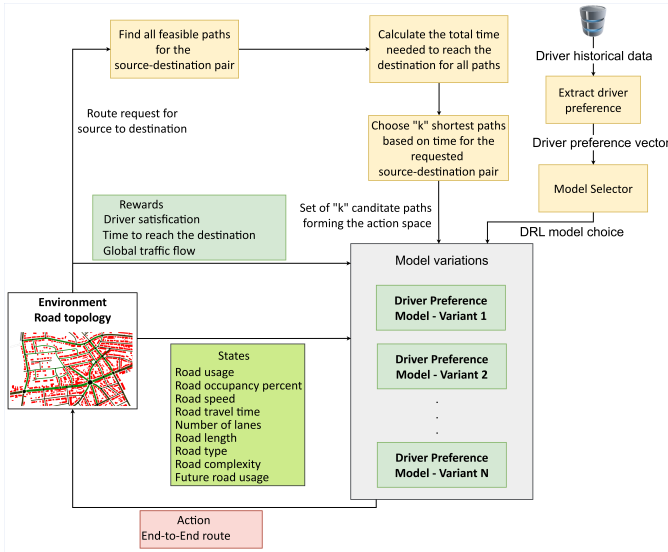 Find all feasible paths
for the
source-destination pair
Calculate the total time
needed to reach the
destination for all paths
Driver historical data
Extract driver
preference
Route request for
source to destination
Choose "k" shortest paths
based on time for the
requested
source-destination pair
Driver preference vector
Model Selector
Rewards
Driver satisfication
Time to reach the destination
Global traffic flow
Set of "k" canditate paths
forming the action space
DRL model choice
Model variations
Environment
Road topology
Driver Preference
Model - Variant 1
Driver Preference
Model - Variant 2
.
.
.
Driver Preference
Model - Variant N
States
Road usage
Road occupancy percent
Road speed
Road travel time
Number of lanes
Road length
Road type
Road complexity
Future road usage
Action
End-to-End route